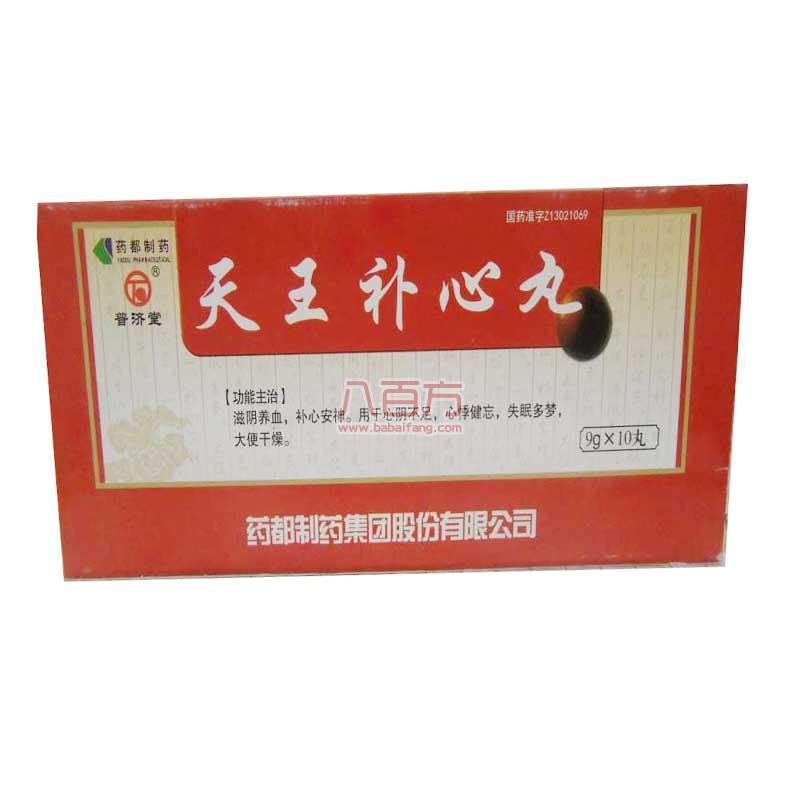 国药准字Z13021069
药都制药
YAODU PHARMACEUTICAL
®
普济堂
天王补心丸
【功能主治】
滋阴养血，补心安神。用于心阴不足，心悸健忘，失眠多梦，
大便干燥。
八百方
www.babaifang.com
9g×10丸
药都制药集团股份有限公司